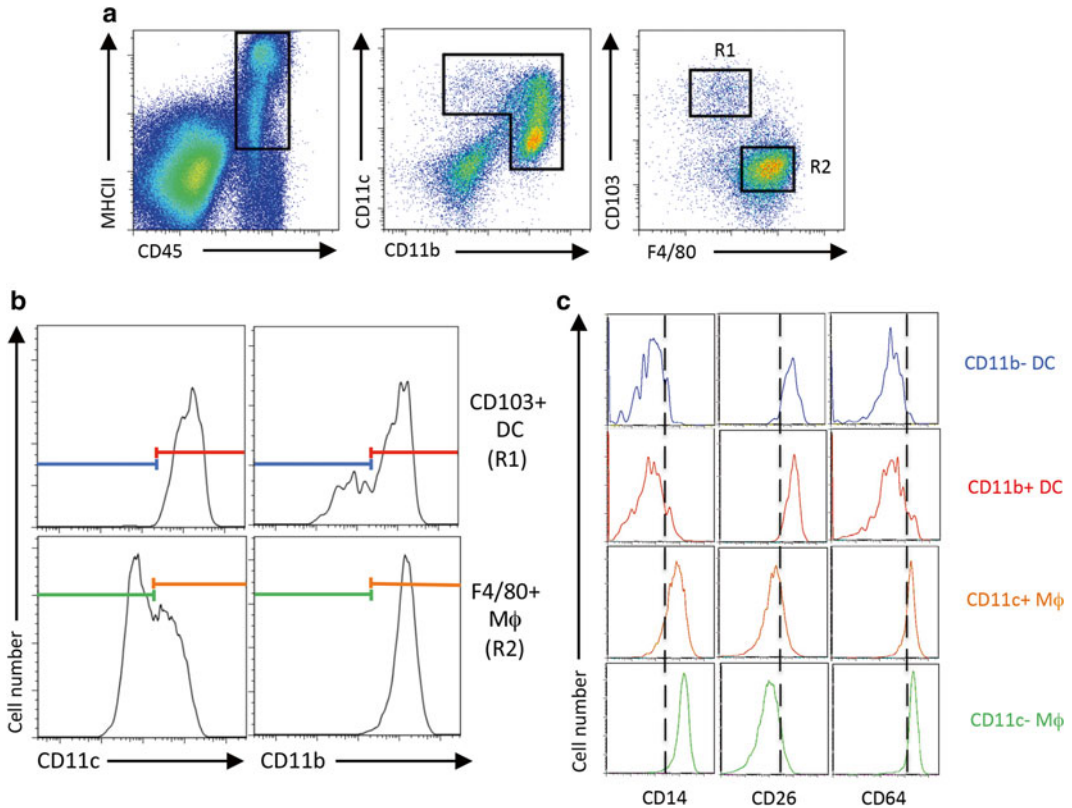 a
MHCII
CD45
CD11c
CD11b
CD103
F4/80
R1
R2
b
Cell number
CD11c
CD11b
CD103+
DC
(R1)
F4/80+
Mϕ
(R2)
c
Cell number
CD11b- DC
CD11b+ DC
CD11c+ Mϕ
CD11c- Mϕ
CD14
CD26
CD64